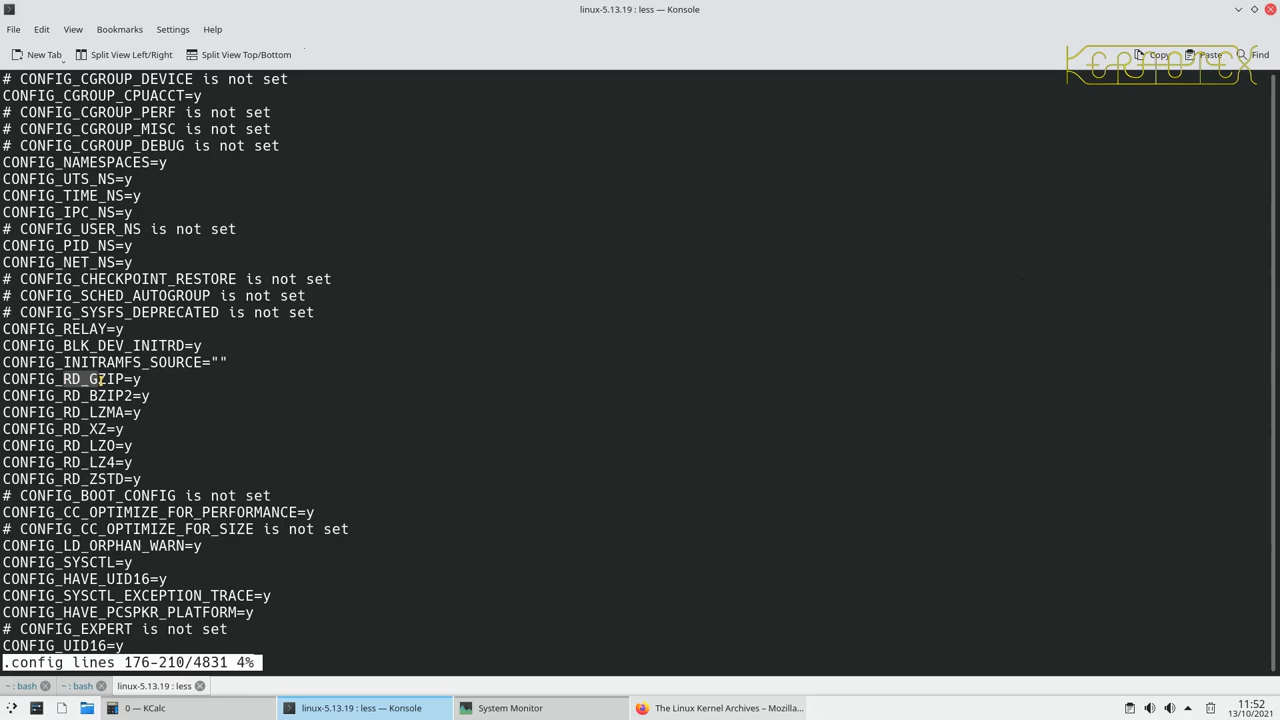 linux-5.13.19 : less — Konsole
File Edit View Bookmarks Settings Help
New Tab Split View Left/Right Split View Top/Bottom Copy Paste Find
# CONFIG_CGROUP_DEVICE is not set
CONFIG_CGROUP_CPUACCT=y
# CONFIG_CGROUP_PERF is not set
# CONFIG_CGROUP_MISC is not set
# CONFIG_CGROUP_DEBUG is not set
CONFIG_NAMESPACES=y
CONFIG_UTS_NS=y
CONFIG_TIME_NS=y
CONFIG_IPC_NS=y
# CONFIG_USER_NS is not set
CONFIG_PID_NS=y
CONFIG_NET_NS=y
# CONFIG_CHECKPOINT_RESTORE is not set
# CONFIG_SCHED_AUTOGROUP is not set
# CONFIG_SYSFS_DEPRECATED is not set
CONFIG_RELAY=y
CONFIG_BLK_DEV_INITRD=y
CONFIG_INITRAMFS_SOURCE=""
CONFIG_RD_GZIP=y
CONFIG_RD_BZIP2=y
CONFIG_RD_LZMA=y
CONFIG_RD_XZ=y
CONFIG_RD_LZO=y
CONFIG_RD_LZ4=y
CONFIG_RD_ZSTD=y
# CONFIG_BOOT_CONFIG is not set
CONFIG_CC_OPTIMIZE_FOR_PERFORMANCE=y
# CONFIG_CC_OPTIMIZE_FOR_SIZE is not set
CONFIG_LD_ORPHAN_WARN=y
CONFIG_SYSCTL=y
CONFIG_HAVE_UID16=y
CONFIG_SYSCTL_EXCEPTION_TRACE=y
CONFIG_HAVE_PCSPKR_PLATFORM=y
# CONFIG_EXPERT is not set
CONFIG_UID16=y
.config lines 176-210/4831 4%
~ : bash ~ : bash linux-5.13.19 : less
0 — KCalc linux-5.13.19 : less — Konsole System Monitor The Linux Kernel Archives – Mozilla... 11:52
13/10/2021